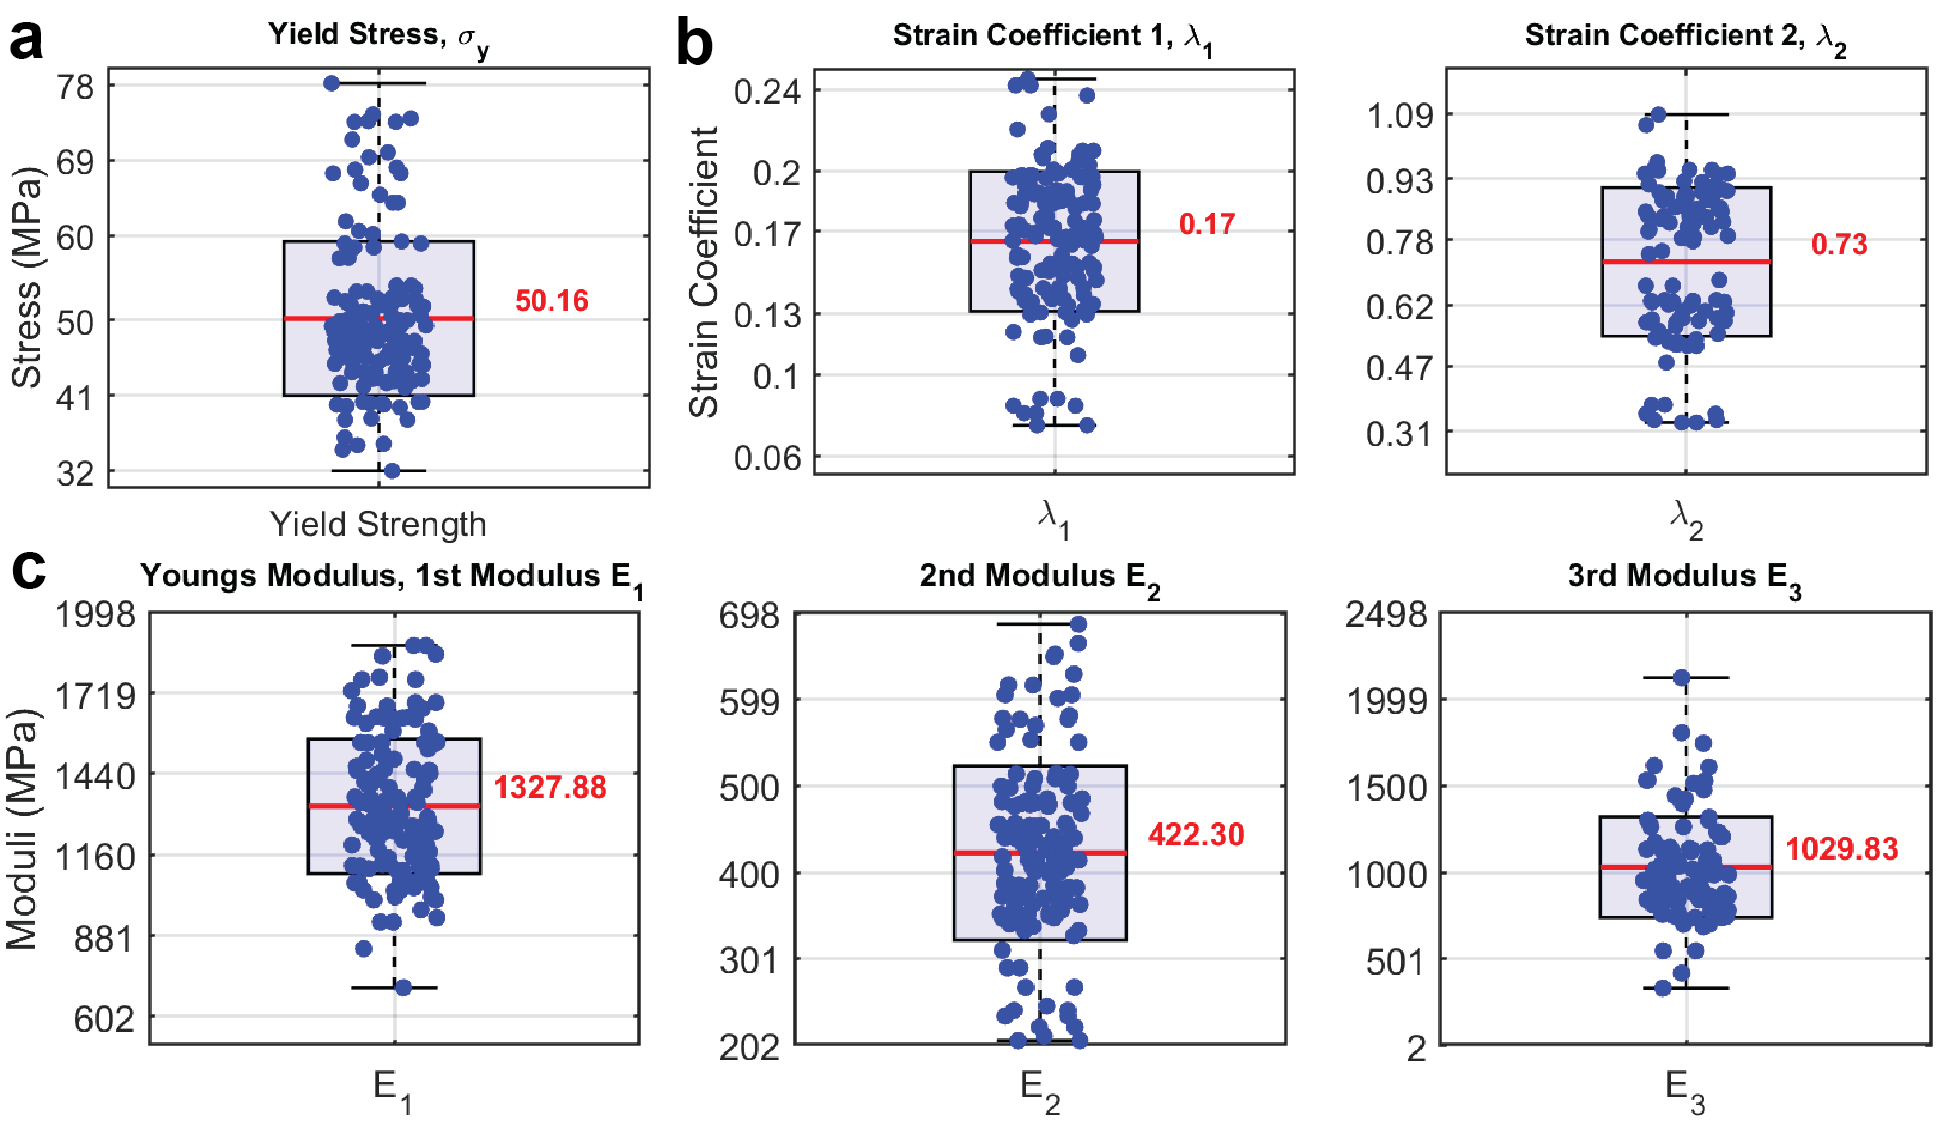 a
Yield Stress, σy
78
69
60
50
41
32
Stress (MPa)
50.16
Yield Strength
b
Strain Coefficient 1, λ1
0.24
0.2
0.17
0.13
0.1
0.06
Strain Coefficient
0.17
λ1
Strain Coefficient 2, λ2
1.09
0.93
0.78
0.62
0.47
0.31
0.73
λ2
c
Youngs Modulus, 1st Modulus E1
1998
1719
1440
1160
881
602
Moduli (MPa)
1327.88
E1
2nd Modulus E2
698
599
500
400
301
202
422.30
E2
3rd Modulus E3
2498
1999
1500
1000
501
2
1029.83
E3